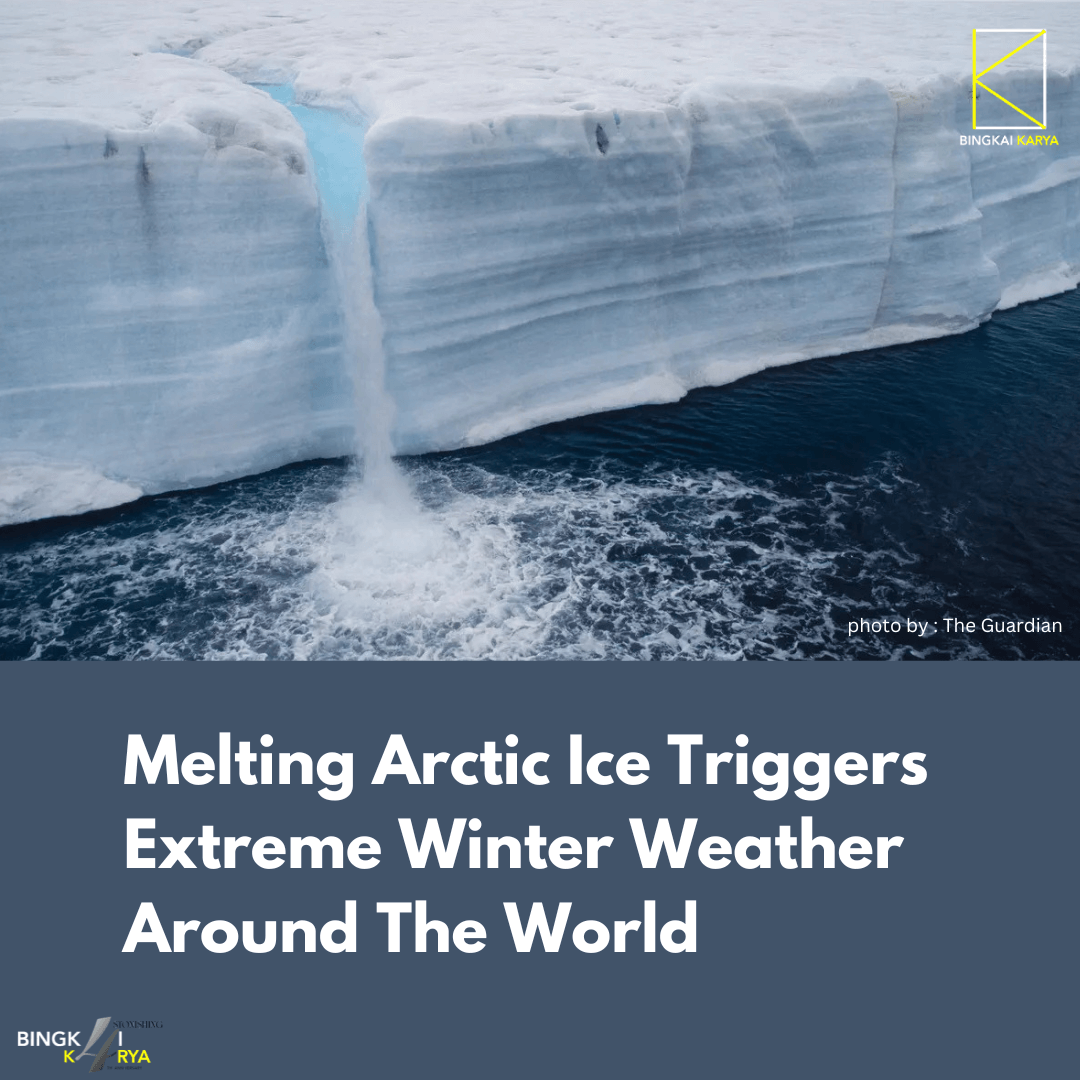 BINGKAI KARYA
photo by : The Guardian
Melting Arctic Ice Triggers
Extreme Winter Weather
Around The World
BINGK I
K RYA